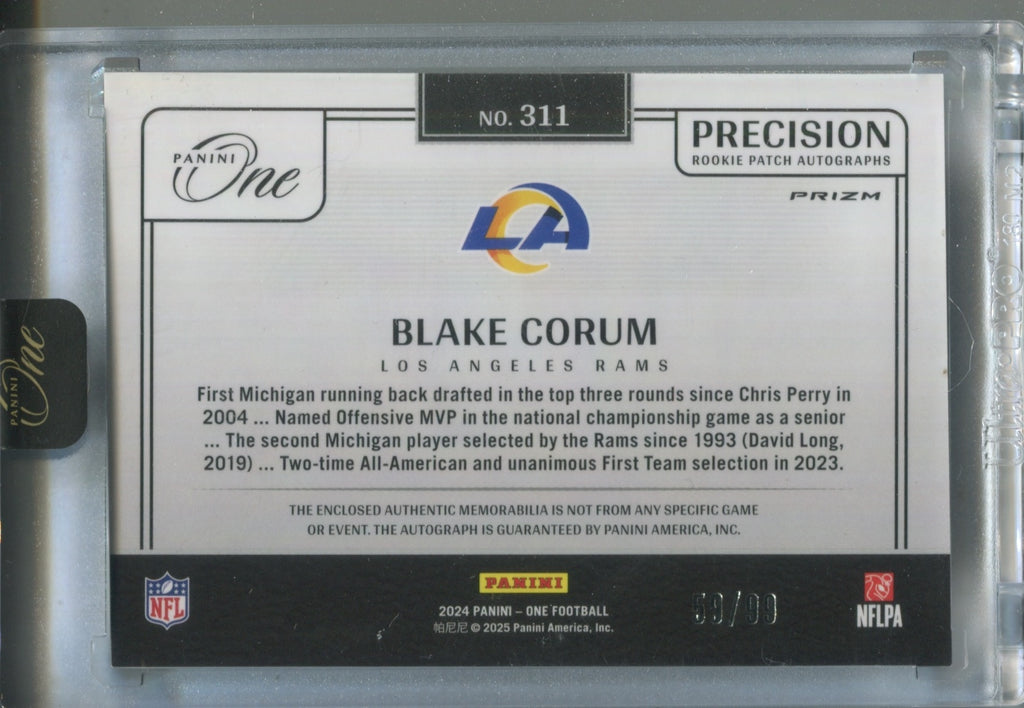 NO. 311
PANINI
One
PRECISION
ROOKIE PATCH AUTOGRAPHS
PRIZM
LA
BLAKE CORUM
LOS ANGELES RAMS
First Michigan running back drafted in the top three rounds since Chris Perry in
2004 ... Named Offensive MVP in the national championship game as a senior
... The second Michigan player selected by the Rams since 1993 (David Long,
2019) ... Two-time All-American and unanimous First Team selection in 2023.
THE ENCLOSED AUTHENTIC MEMORABILIA IS NOT FROM ANY SPECIFIC GAME
OR EVENT. THE AUTOGRAPH IS GUARANTEED BY PANINI AMERICA, INC.
NFL
PANINI
2024 PANINI – ONE FOOTBALL
帕尼尼 © 2025 Panini America, Inc.
59/99
NFLPA
PANINI
One